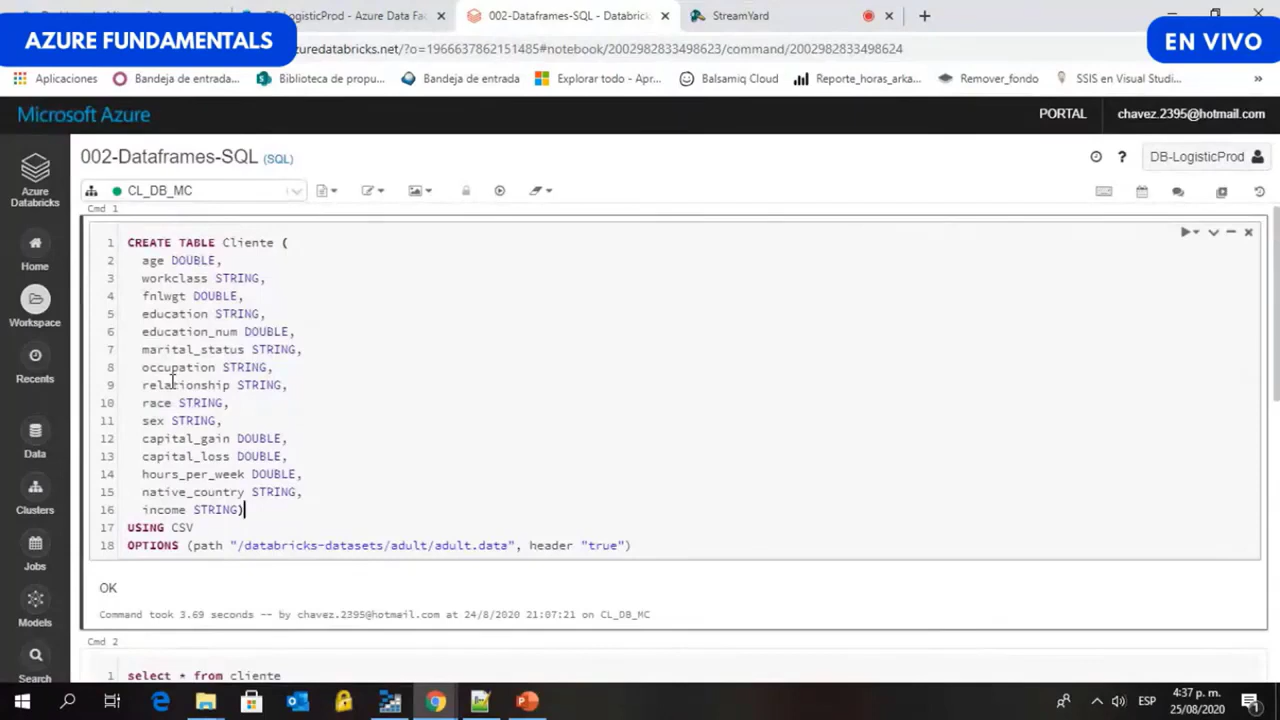 AZURE FUNDAMENTALS
EN VIVO
DB-LogisticProd - Azure Data Fa
002-Dataframes-SQL - Databrick
StreamYard
azuredatabricks.net/?o=1966637862151485#notebook/2002982833498623/command/2002982833498624
Aplicaciones
Bandeja de entrada...
Biblioteca de propu...
Bandeja de entrada...
Explorar todo - Apr...
Balsamiq Cloud
Reporte_horas_arka...
Remover_fondo
SSIS en Visual Studi...
»
Microsoft Azure
PORTAL
chavez.2395@hotmail.com
Azure Databricks
Home
Workspace
Recents
Data
Clusters
Jobs
Models
Search
002-Dataframes-SQL (SQL)
? DB-LogisticProd
CL_DB_MC
Cmd 1
1 CREATE TABLE Cliente (
2 age DOUBLE,
3 workclass STRING,
4 fnlwgt DOUBLE,
5 education STRING,
6 education_num DOUBLE,
7 marital_status STRING,
8 occupation STRING,
9 relationship STRING,
10 race STRING,
11 sex STRING,
12 capital_gain DOUBLE,
13 capital_loss DOUBLE,
14 hours_per_week DOUBLE,
15 native_country STRING,
16 income STRING)
17 USING CSV
18 OPTIONS (path "/databricks-datasets/adult/adult.data", header "true")
OK
Command took 3.69 seconds -- by chavez.2395@hotmail.com at 24/8/2020 21:07:21 on CL_DB_MC
Cmd 2
1 select * from cliente
ESP
4:37 p. m.
25/08/2020